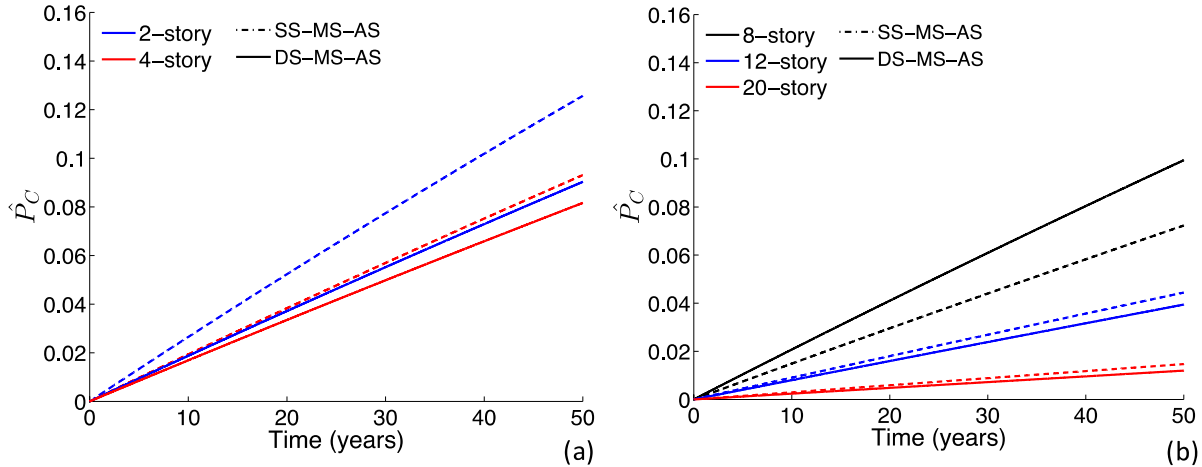 0.16
0.14
0.12
0.1
0.08
0.06
0.04
0.02
0
P̂_C
2−story
4−story
SS−MS−AS
DS−MS−AS
0 10 20 30 40 50
Time (years)
(a)
0.16
0.14
0.12
0.1
0.08
0.06
0.04
0.02
0
P̂_C
8−story
12−story
20−story
SS−MS−AS
DS−MS−AS
0 10 20 30 40 50
Time (years)
(b)